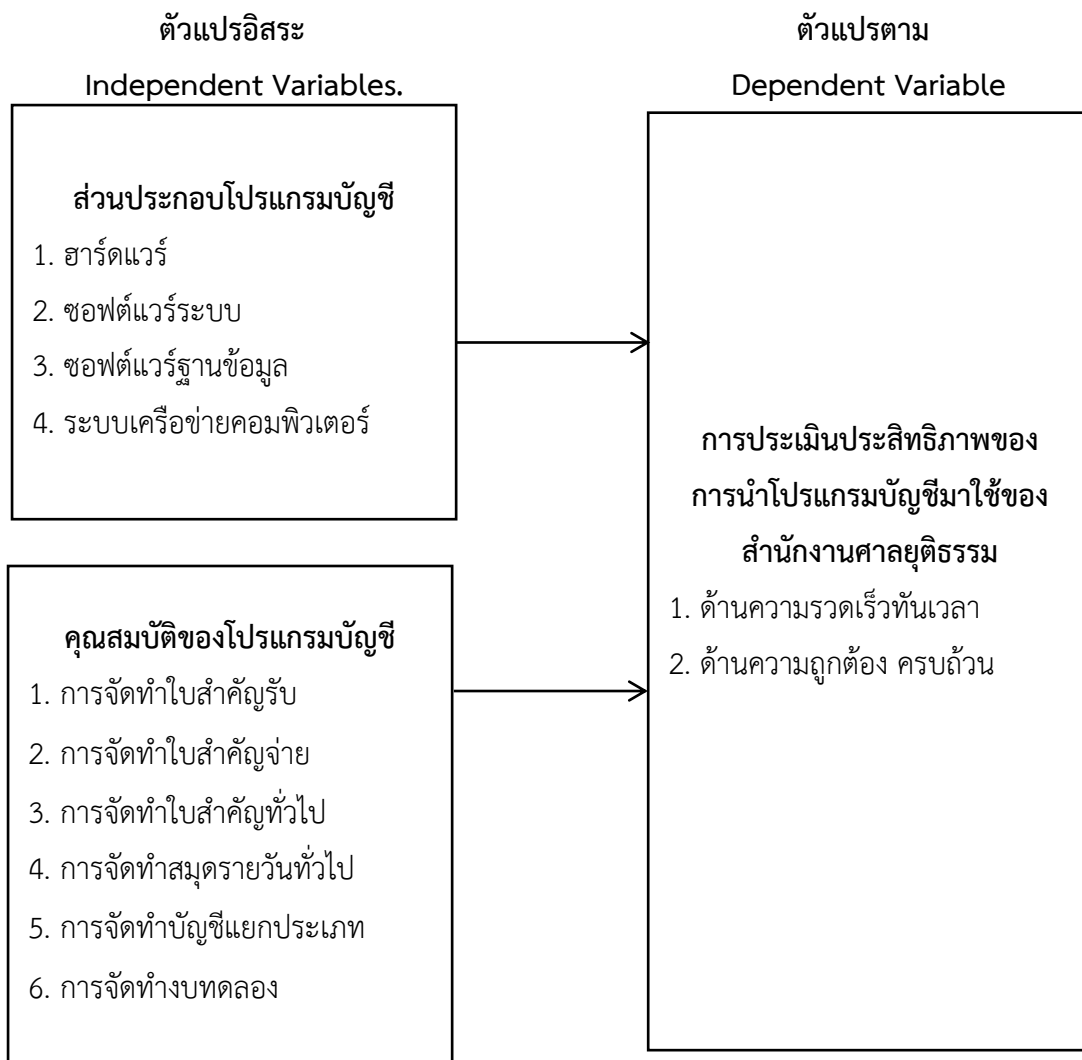 ตัวแปรอิสระ
Independent Variables.
ส่วนประกอบโปรแกรมบัญชี
1. ฮาร์ดแวร์
2. ซอฟต์แวร์ระบบ
3. ซอฟต์แวร์ฐานข้อมูล
4. ระบบเครือข่ายคอมพิวเตอร์
คุณสมบัติของโปรแกรมบัญชี
1. การจัดทำใบสำคัญรับ
2. การจัดทำใบสำคัญจ่าย
3. การจัดทำใบสำคัญทั่วไป
4. การจัดทำสมุดรายวันทั่วไป
5. การจัดทำบัญชีแยกประเภท
6. การจัดทำงบทดลอง
ตัวแปรตาม
Dependent Variable
การประเมินประสิทธิภาพของ
การนำโปรแกรมบัญชีมาใช้ของ
สำนักงานศาลยุติธรรม
1. ด้านความรวดเร็วทันเวลา
2. ด้านความถูกต้อง ครบถ้วน